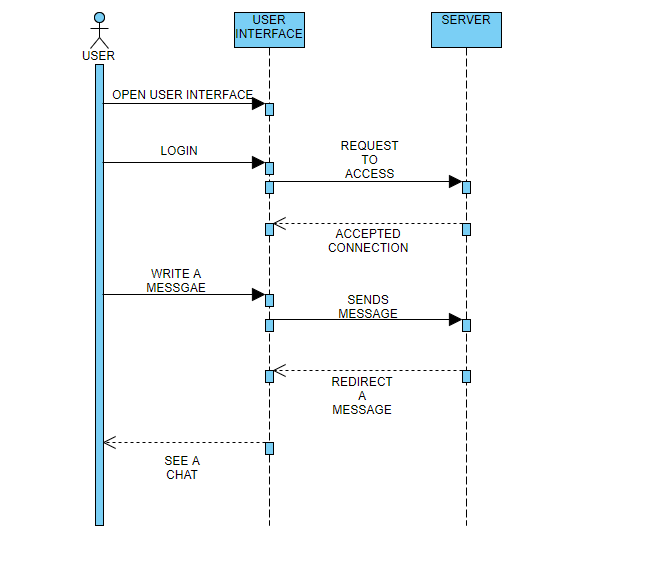 USER
INTERFACE
SERVER
USER
OPEN USER INTERFACE
LOGIN
REQUEST
TO
ACCESS
ACCEPTED
CONNECTION
WRITE A
MESSGAE
SENDS
MESSAGE
REDIRECT
A
MESSAGE
SEE A
CHAT